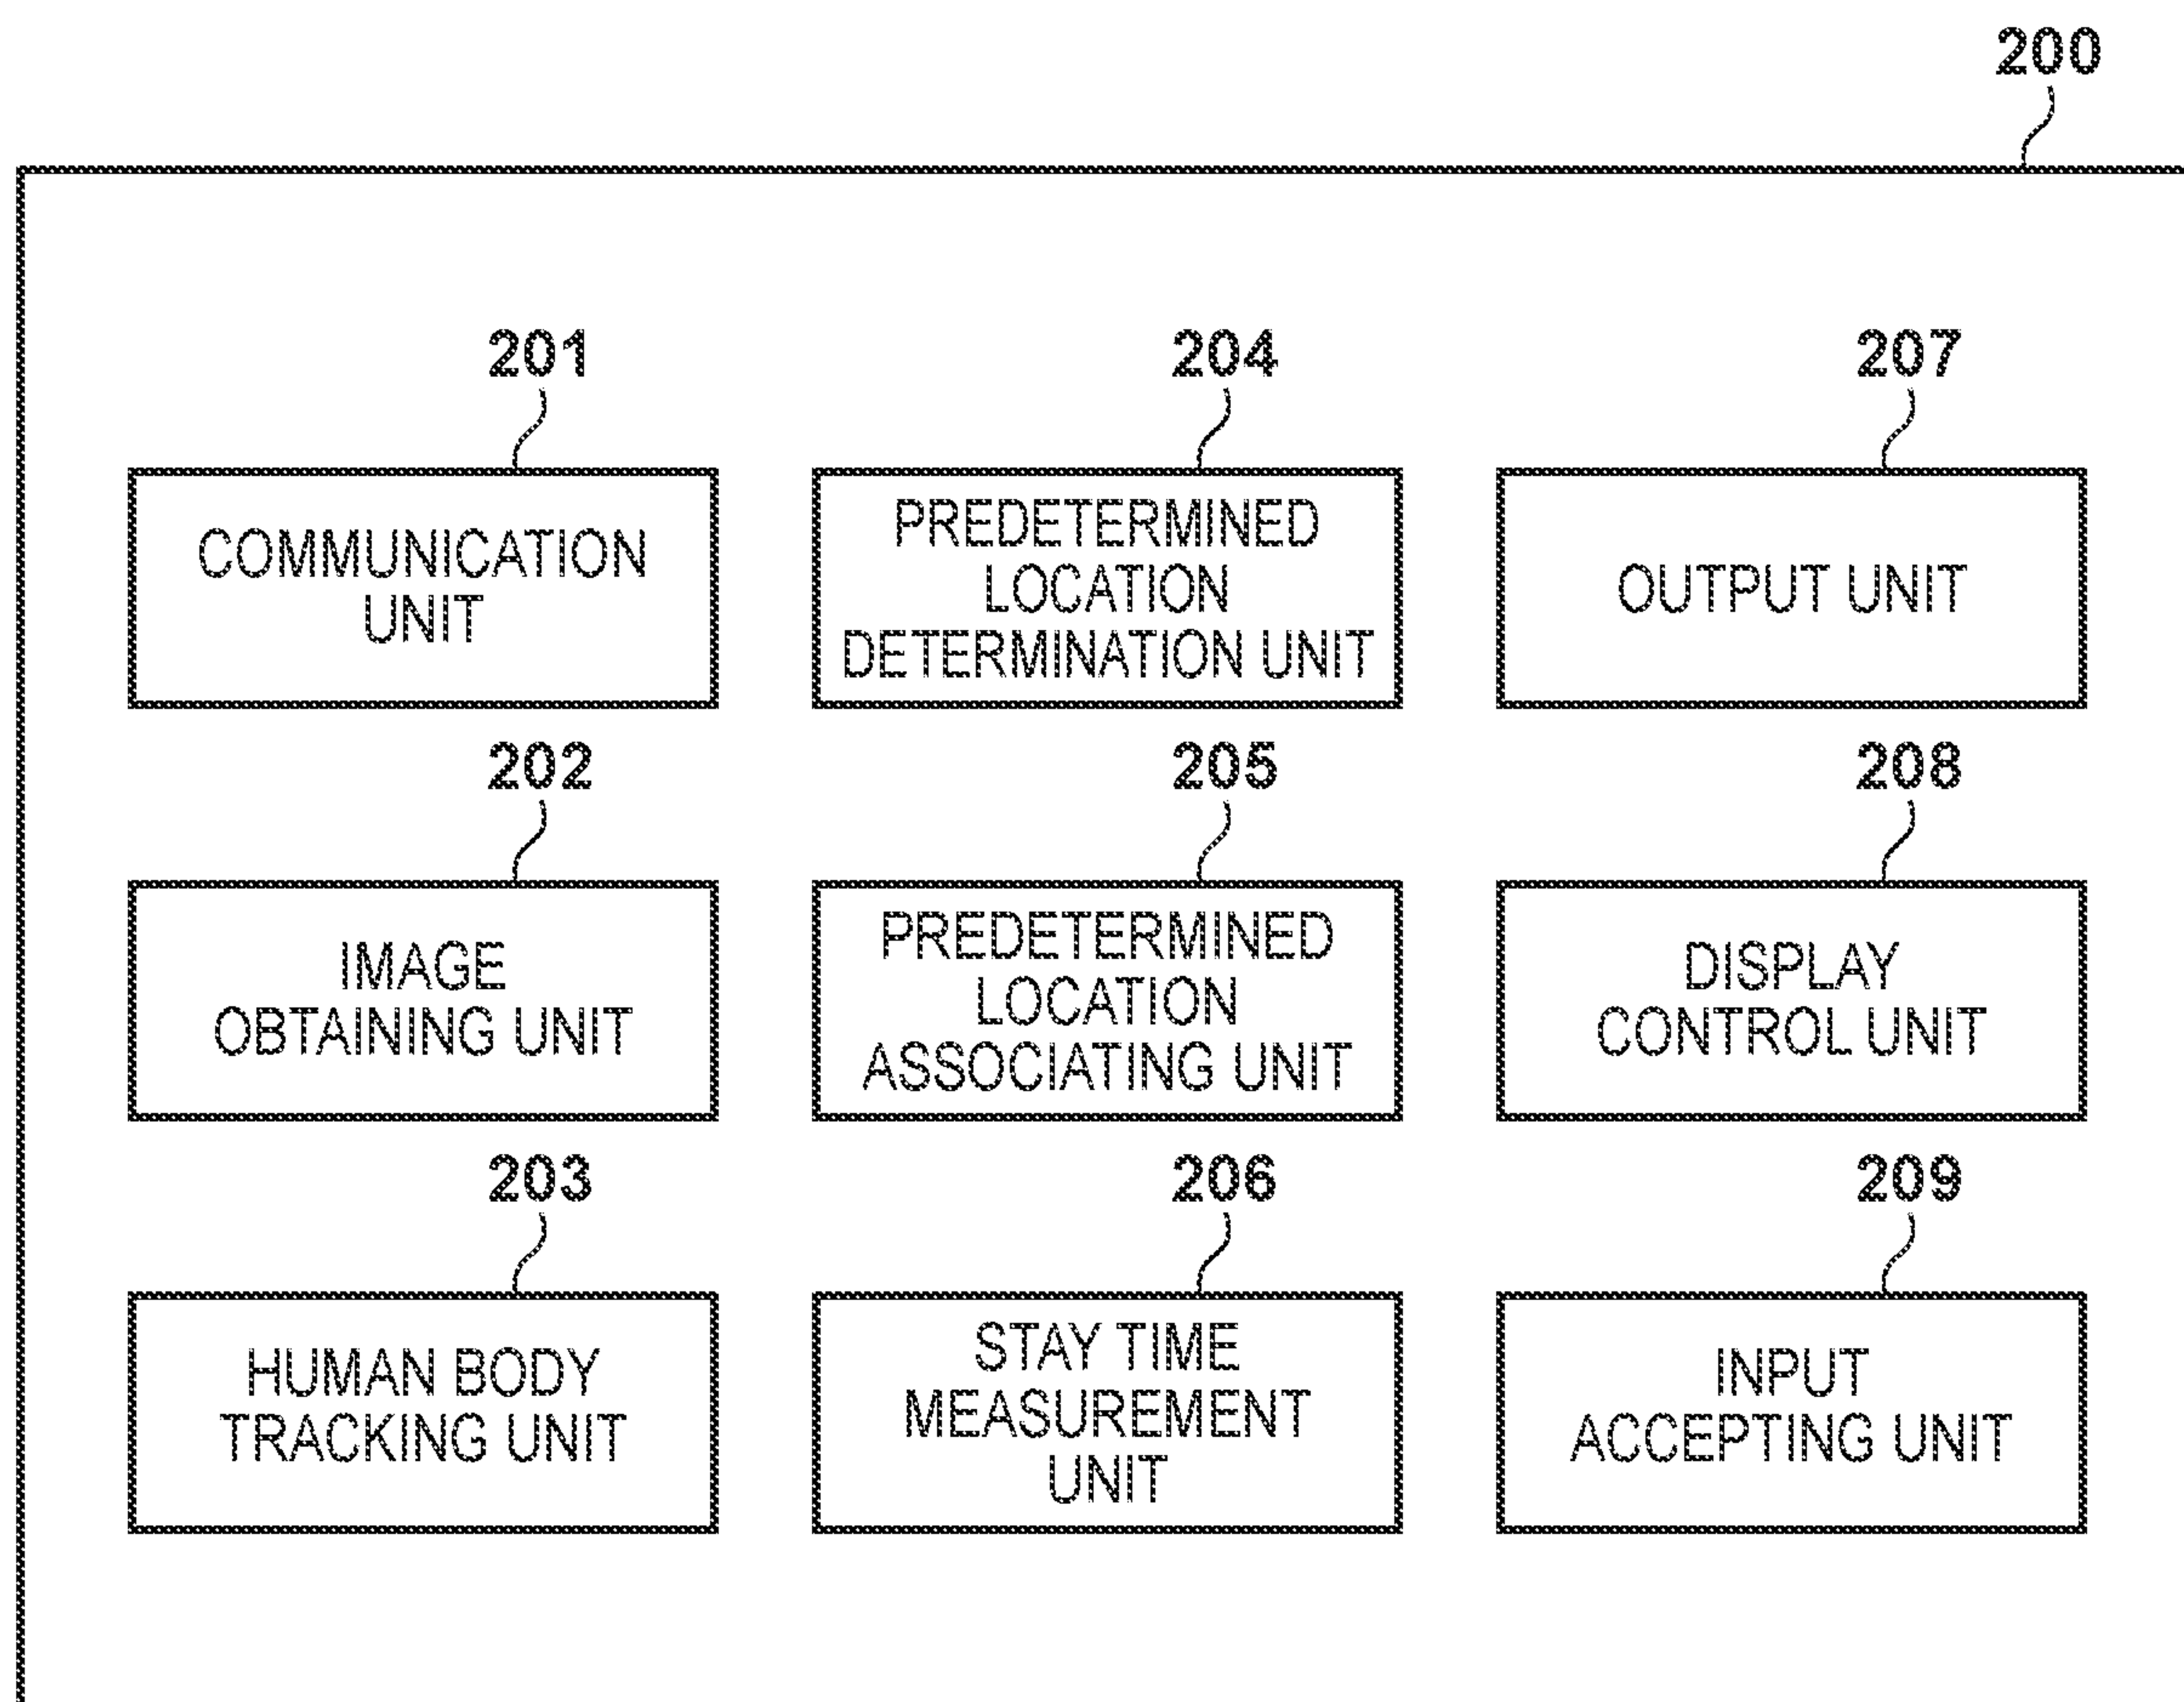 200
201
COMMUNICATION
UNIT
204
PREDETERMINED
LOCATION
DETERMINATION UNIT
207
OUTPUT UNIT
202
IMAGE
OBTAINING UNIT
205
PREDETERMINED
LOCATION
ASSOCIATING UNIT
208
DISPLAY
CONTROL UNIT
203
HUMAN BODY
TRACKING UNIT
206
STAY TIME
MEASUREMENT
UNIT
209
INPUT
ACCEPTING UNIT